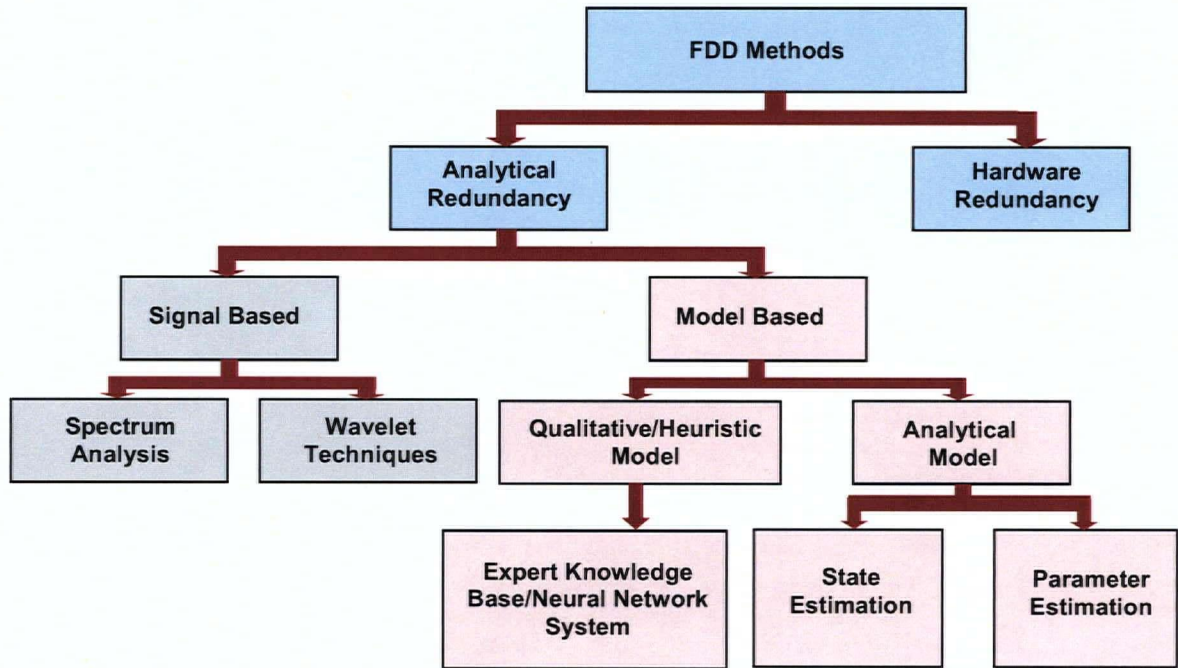 FDD Methods
Analytical
Redundancy
Hardware
Redundancy
Signal Based
Model Based
Spectrum
Analysis
Wavelet
Techniques
Qualitative/Heuristic
Model
Analytical
Model
Expert Knowledge
Base/Neural Network
System
State
Estimation
Parameter
Estimation